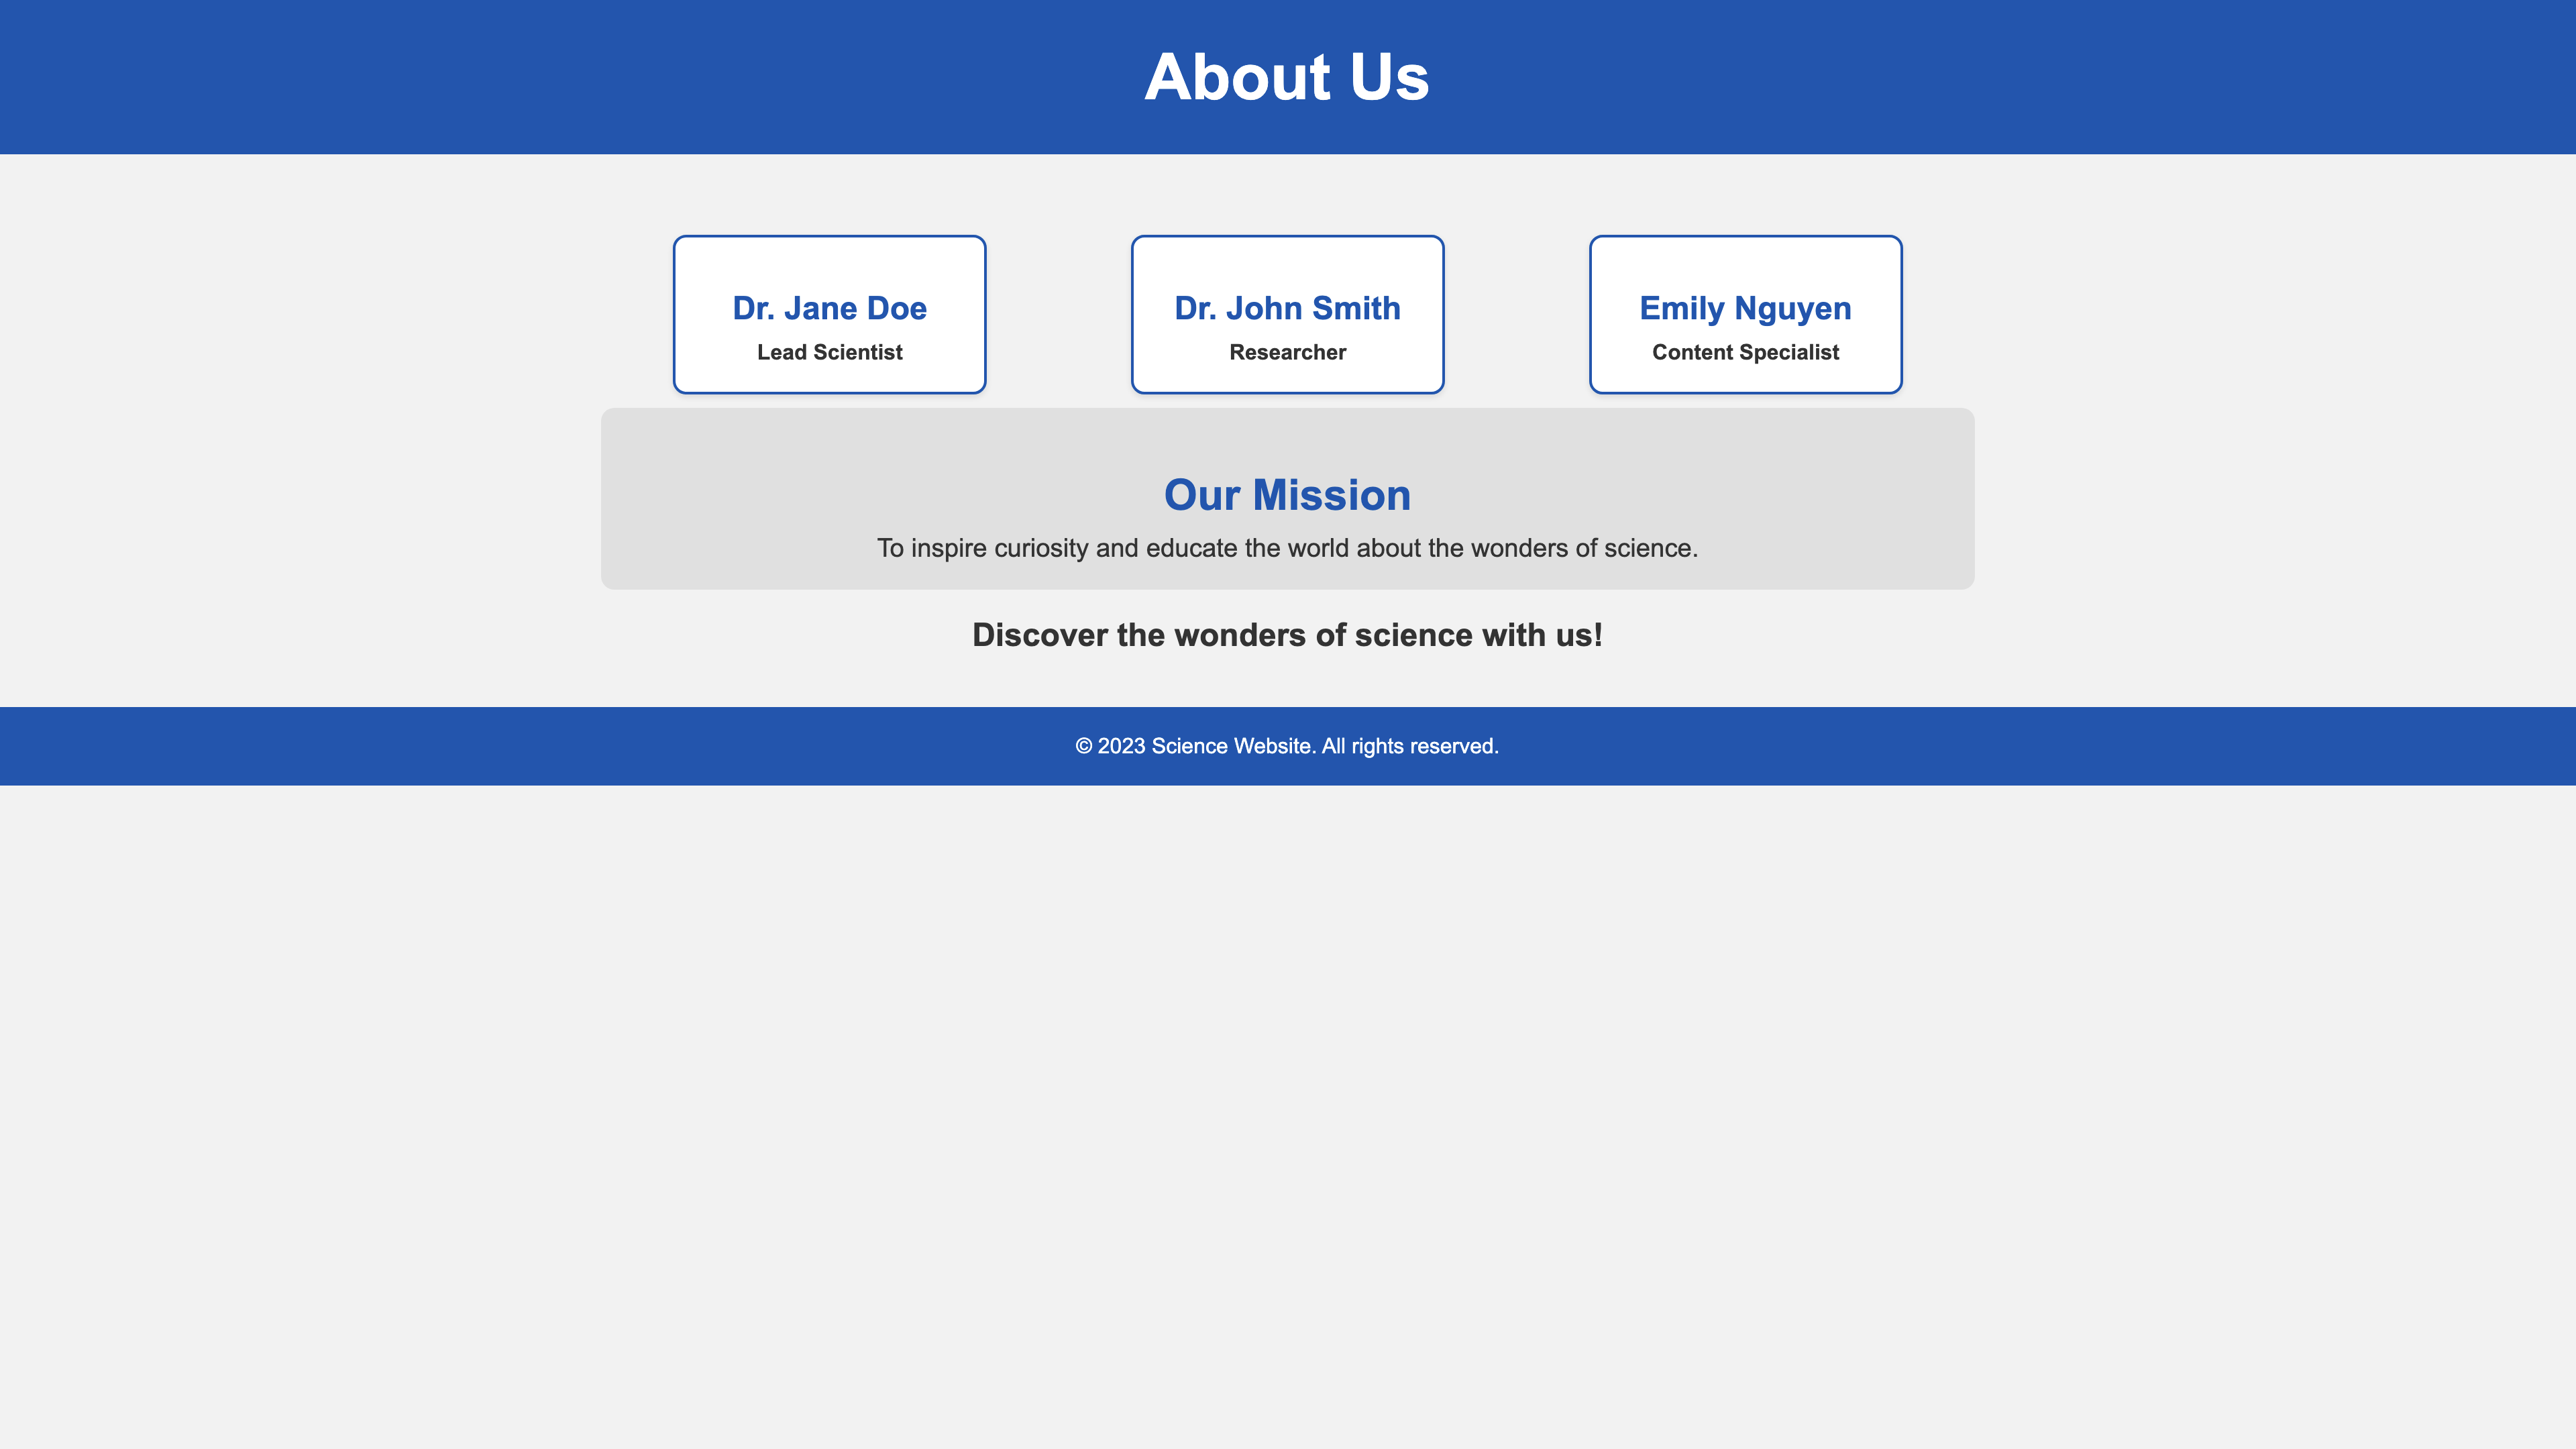 About Us
Dr. Jane Doe
Lead Scientist
Dr. John Smith
Researcher
Emily Nguyen
Content Specialist
Our Mission
To inspire curiosity and educate the world about the wonders of science.
Discover the wonders of science with us!
© 2023 Science Website. All rights reserved.